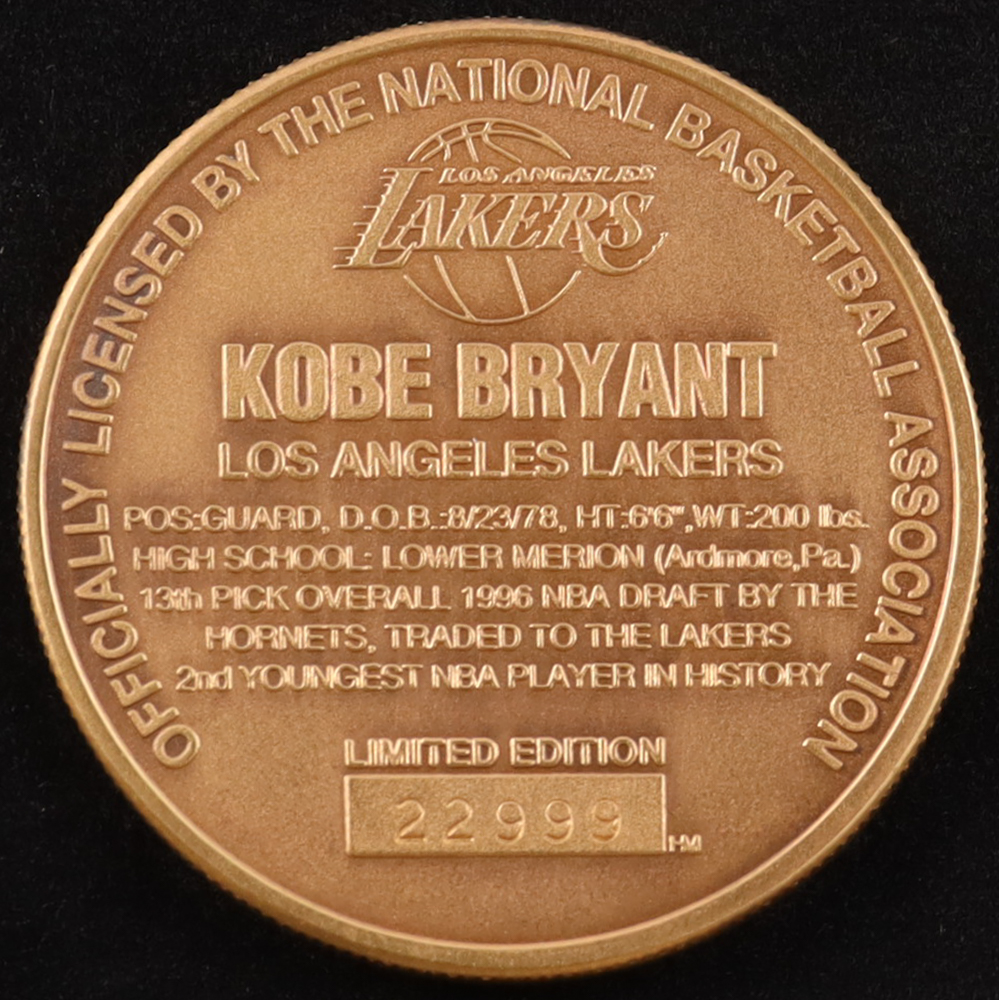 OFFICIALLY LICENSED BY THE NATIONAL BASKETBALL ASSOCIATION
LOS ANGELES
LAKERS
KOBE BRYANT
LOS ANGELES LAKERS
POS:GUARD, D.O.B.:8/23/78, HT:6'6",WT:200 lbs.
HIGH SCHOOL: LOWER MERION (Ardmore,Pa.)
13th PICK OVERALL 1996 NBA DRAFT BY THE
HORNETS, TRADED TO THE LAKERS
2nd YOUNGEST NBA PLAYER IN HISTORY
LIMITED EDITION
22999
HM